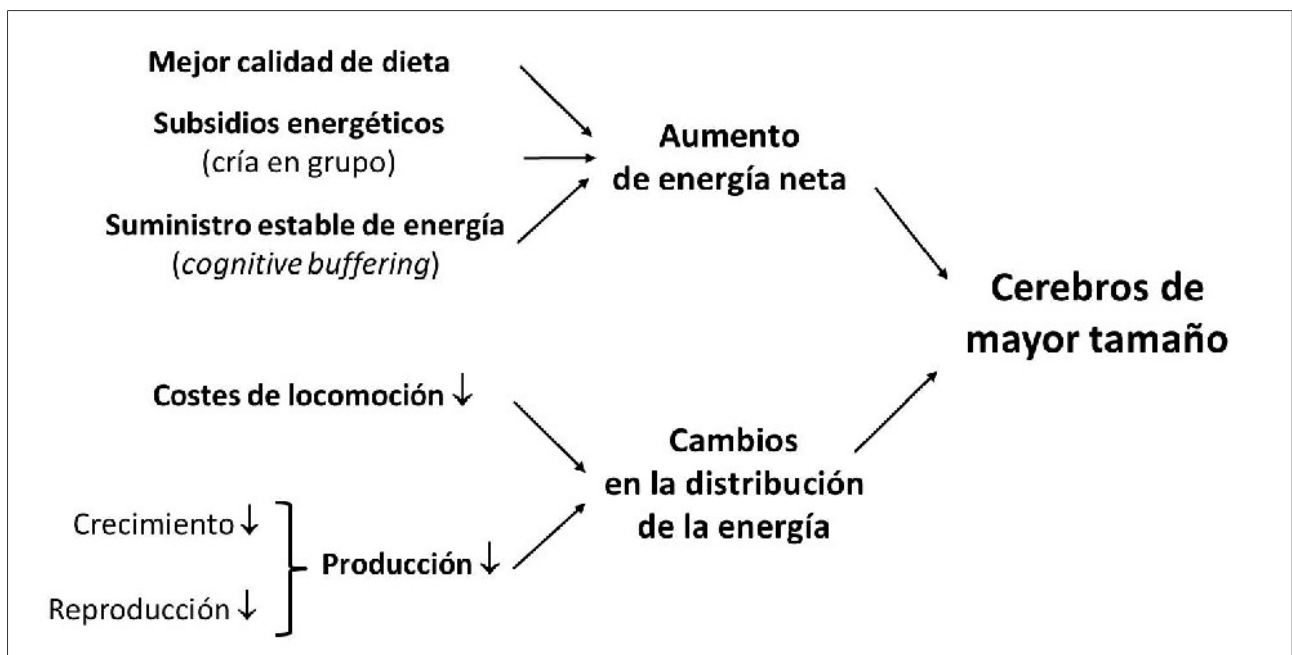 Mejor calidad de dieta
Subsidios energéticos
(cría en grupo)
Suministro estable de energía
(cognitive buffering)
Aumento
de energía neta
Costes de locomoción ↓
Crecimiento ↓
Reproducción ↓
Producción ↓
Cambios
en la distribución
de la energía
Cerebros de
mayor tamaño